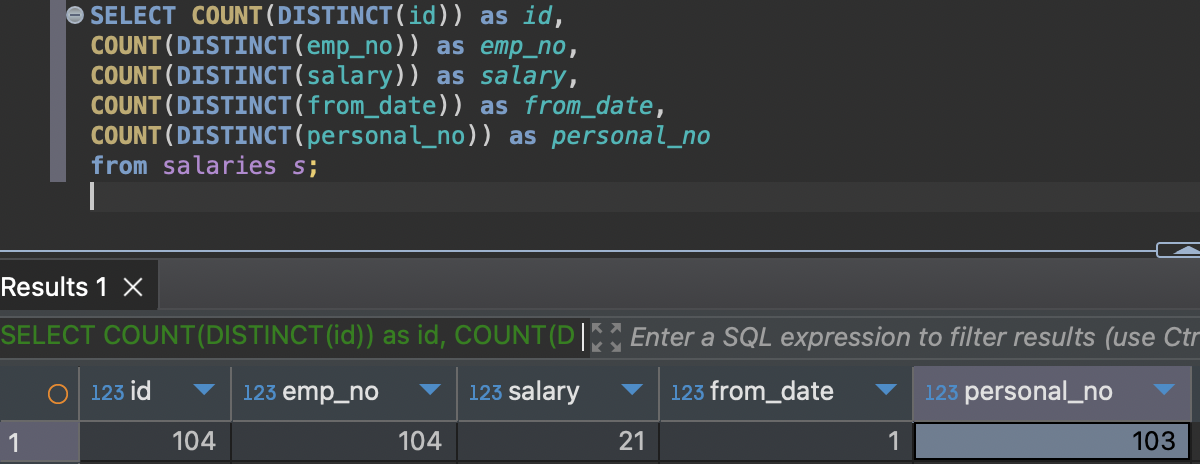 SELECT COUNT(DISTINCT(id)) as id,
COUNT(DISTINCT(emp_no)) as emp_no,
COUNT(DISTINCT(salary)) as salary,
COUNT(DISTINCT(from_date)) as from_date,
COUNT(DISTINCT(personal_no)) as personal_no
from salaries s;
Results 1
SELECT COUNT(DISTINCT(id)) as id, COUNT(D Enter a SQL expression to filter results (use Ctr
123 id 123 emp_no 123 salary 123 from_date 123 personal_no
1 104 104 21 1 103